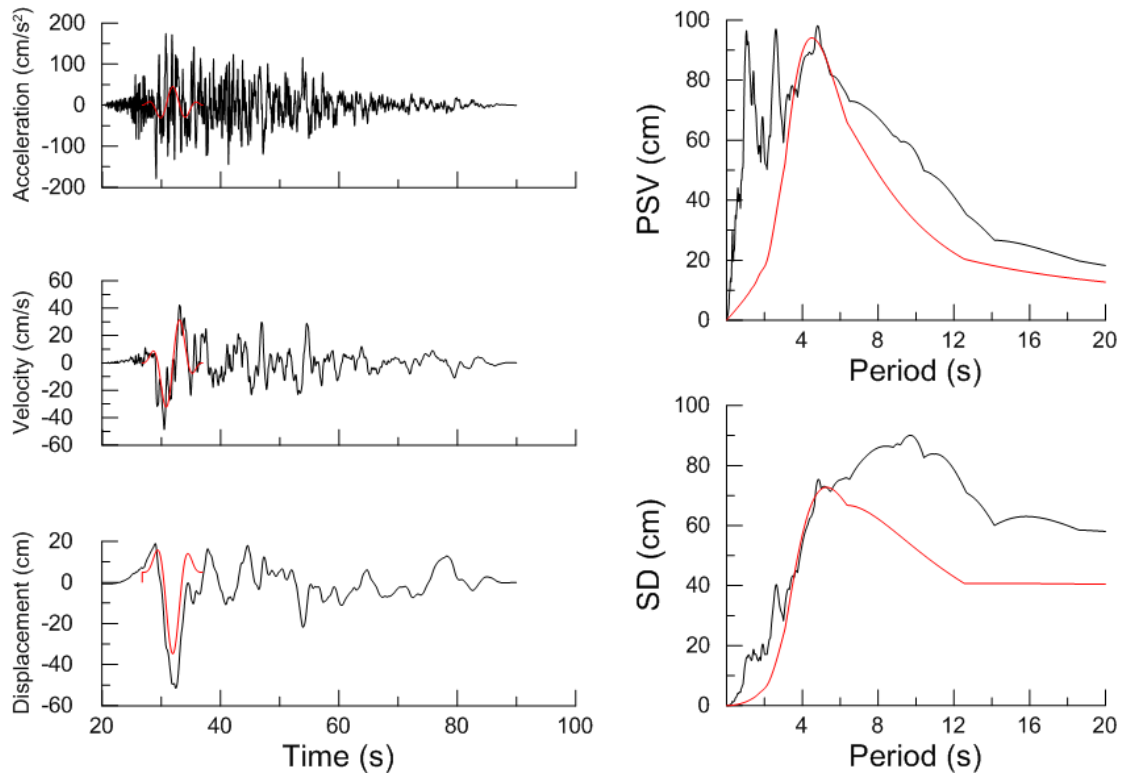 Acceleration (cm/s²)
200
100
0
-100
-200
Velocity (cm/s)
60
40
20
0
-20
-40
-60
Displacement (cm)
20
0
-20
-40
-60
20 40 60 80 100
Time (s)
PSV (cm)
100
80
60
40
20
0
4 8 12 16 20
Period (s)
SD (cm)
100
80
60
40
20
0
4 8 12 16 20
Period (s)